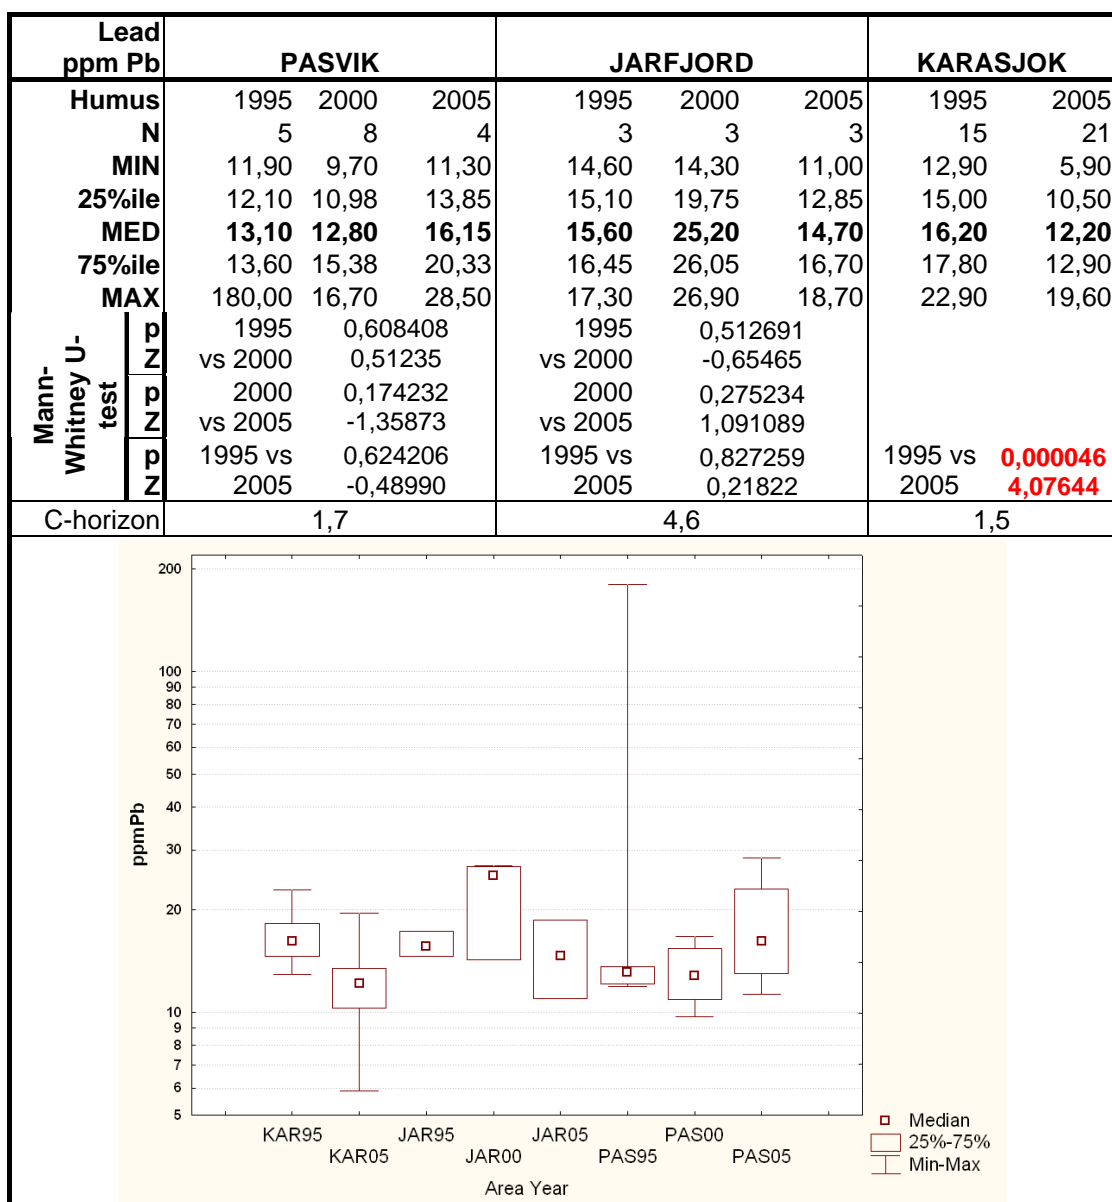 Lead
ppm Pb PASVIK JARFJORD KARASJOK
Humus 1995 2000 2005 1995 2000 2005 1995 2005
N 5 8 4 3 3 3 15 21
MIN 11,90 9,70 11,30 14,60 14,30 11,00 12,90 5,90
25%ile 12,10 10,98 13,85 15,10 19,75 12,85 15,00 10,50
MED 13,10 12,80 16,15 15,60 25,20 14,70 16,20 12,20
75%ile 13,60 15,38 20,33 16,45 26,05 16,70 17,80 12,90
MAX 180,00 16,70 28,50 17,30 26,90 18,70 22,90 19,60
Mann-
Whitney U-
test
p 1995 0,608408 1995 0,512691
Z vs 2000 0,51235 vs 2000 -0,65465
p 2000 0,174232 2000 0,275234
Z vs 2005 -1,35873 vs 2005 1,091089
p 1995 vs 0,624206 1995 vs 0,827259 1995 vs 0,000046
Z 2005 -0,48990 2005 0,21822 2005 4,07644
C-horizon 1,7 4,6 1,5
200
100
90
80
70
60
50
40
30
20
10
9
8
7
6
5
ppmPb
KAR95 JAR95 JAR05 PAS00
KAR05 JAR00 PAS95 PAS05
Area Year
Median
25%-75%
Min-Max